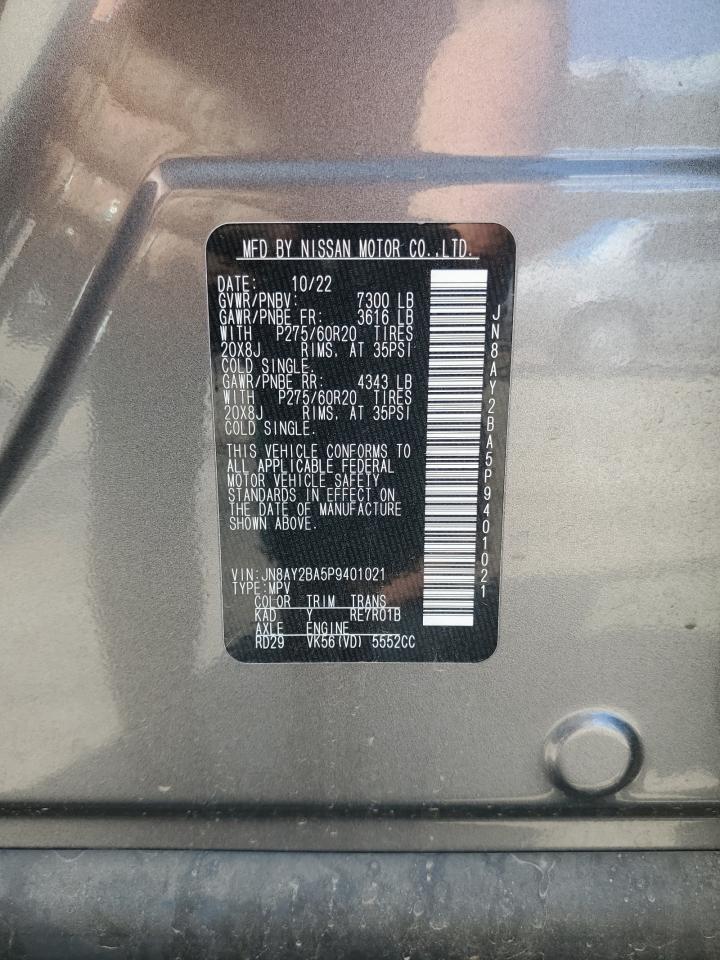 MFD BY NISSAN MOTOR CO.,LTD.
DATE: 10/22
GVWR/PNBV: 7300 LB
GAWR/PNBE FR: 3616 LB
WITH P275/60R20 TIRES
20X8J RIMS, AT 35PSI
COLD SINGLE.
GAWR/PNBE RR: 4343 LB
WITH P275/60R20 TIRES
20X8J RIMS, AT 35PSI
COLD SINGLE.
THIS VEHICLE CONFORMS TO
ALL APPLICABLE FEDERAL
MOTOR VEHICLE SAFETY
STANDARDS IN EFFECT ON
THE DATE OF MANUFACTURE
SHOWN ABOVE.
VIN:JN8AY2BA5P9401021
TYPE:MPV
COLOR TRIM TRANS
KAD Y RE7R01B
AXLE ENGINE
RD29 VK56(VD) 5552CC
JN8AY2BA5P9401021